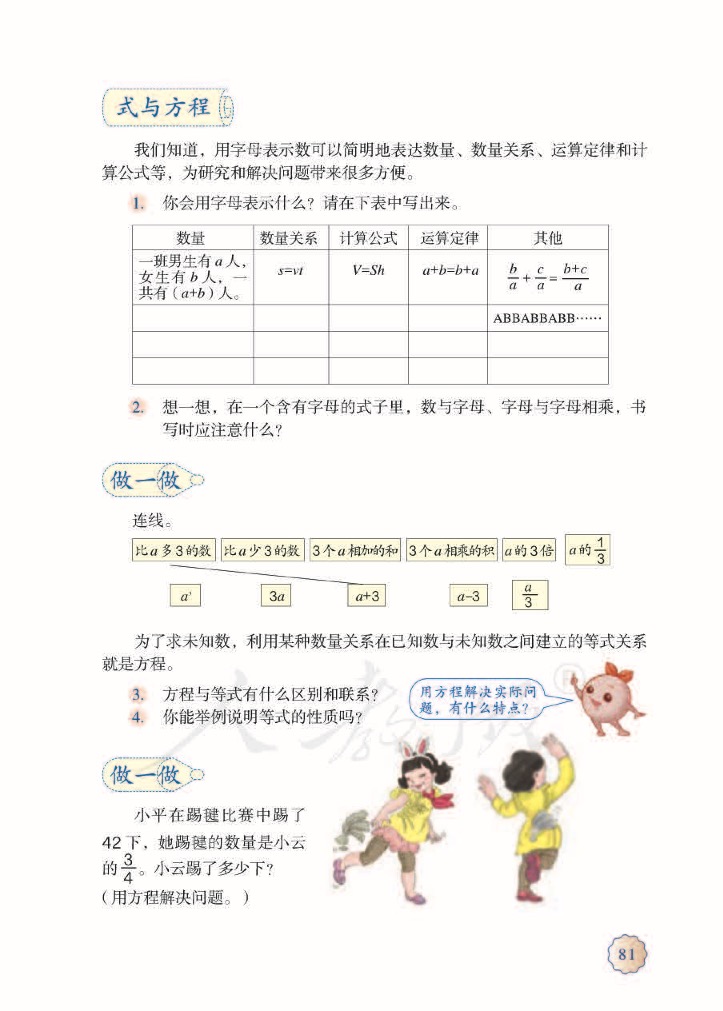 式与方程
我们知道，用字母表示数可以简明地表达数量、数量关系、运算定律和计
算公式等，为研究和解决问题带来很多方便。
1. 你会用字母表示什么？请在下表中写出来。
数量 数量关系 计算公式 运算定律 其他
一班男生有a人，
女生有b人，一
共有（a+b）人。
s=vt
V=Sh
a+b=b+a
b/a + c/a = b+c/a
ABBABBABB……
2. 想一想，在一个含有字母的式子里，数与字母、字母与字母相乘，书
写时应注意什么？
做一做
连线。
比a多3的数 比a少3的数 3个a相加的和 3个a相乘的积 a的3倍 a的1/3
a³ 3a a+3 a-3 a/3
为了求未知数，利用某种数量关系在已知数与未知数之间建立的等式关系
就是方程。
3. 方程与等式有什么区别和联系？
4. 你能举例说明等式的性质吗？
用方程解决实际问
题，有什么特点？
做一做
小平在踢毽比赛中踢了
42下，她踢毽的数量是小云
的3/4。小云踢了多少下？
（用方程解决问题。）
81